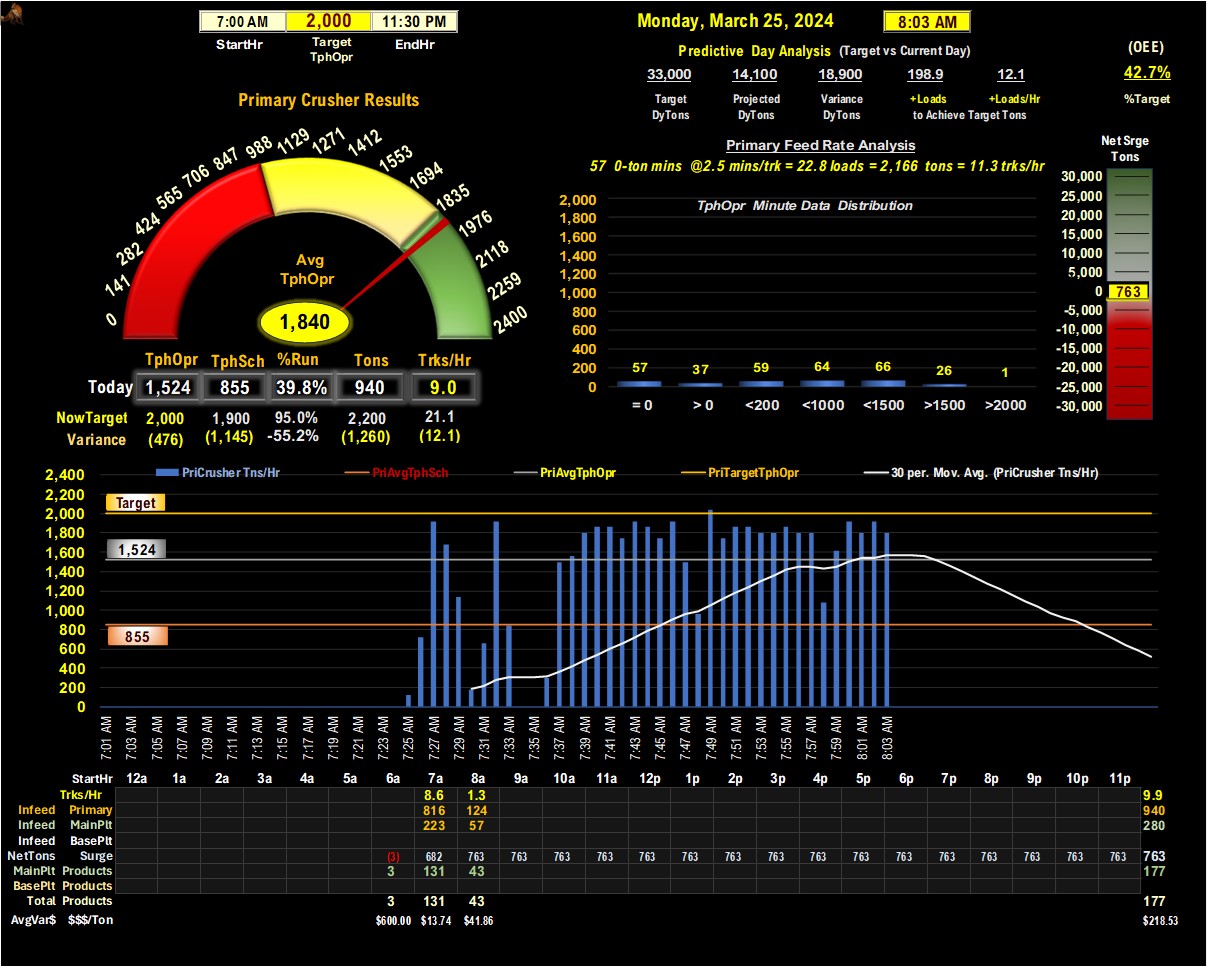 7:00 AM 2,000 11:30 PM
StartHr Target TphOpr EndHr
Monday, March 25, 2024 8:03 AM
Predictive Day Analysis (Target vs Current Day)
33,000 14,100 18,900 198.9 12.1
Target DyTons Projected DyTons Variance DyTons +Loads +Loads/Hr
to Achieve Target Tons
(OEE)
42.7%
%Target
Primary Crusher Results
0 141 282 424 565 706 847 988 1129 1271 1412 1553 1694 1835 1976 2118 2259 2400
Avg
TphOpr
1,840
TphOpr TphSch %Run Tons Trks/Hr
Today 1,524 855 39.8% 940 9.0
NowTarget 2,000 1,900 95.0% 2,200 21.1
Variance (476) (1,145) -55.2% (1,260) (12.1)
Primary Feed Rate Analysis
57 0-ton mins @2.5 mins/trk = 22.8 loads = 2,166 tons = 11.3 trks/hr
TphOpr Minute Data Distribution
2,000
1,800
1,600
1,400
1,200
1,000
800
600
400
200
0
57 37 59 64 66 26 1
= 0 > 0 <200 <1000 <1500 >1500 >2000
Net Srge
Tons
30,000
25,000
20,000
15,000
10,000
5,000
0 763
-5,000
-10,000
-15,000
-20,000
-25,000
-30,000
PriCrusher Tns/Hr PriAvgTphSch PriAvgTphOpr PriTargetTphOpr 30 per. Mov. Avg. (PriCrusher Tns/Hr)
2,400
2,200
2,000
1,800
1,600
1,400
1,200
1,000
800
600
400
200
0
Target
1,524
855
7:01 AM 7:03 AM 7:05 AM 7:07 AM 7:09 AM 7:11 AM 7:13 AM 7:15 AM 7:17 AM 7:19 AM 7:21 AM 7:23 AM 7:25 AM 7:27 AM 7:29 AM 7:31 AM 7:33 AM 7:35 AM 7:37 AM 7:39 AM 7:41 AM 7:43 AM 7:45 AM 7:47 AM 7:49 AM 7:51 AM 7:53 AM 7:55 AM 7:57 AM 7:59 AM 8:01 AM 8:03 AM
StartHr 12a 1a 2a 3a 4a 5a 6a 7a 8a 9a 10a 11a 12p 1p 2p 3p 4p 5p 6p 7p 8p 9p 10p 11p
Trks/Hr 8.6 1.3 9.9
Infeed Primary 816 124 940
Infeed MainPlt 223 57 280
Infeed BasePlt
NetTons Surge (3) 682 763 763 763 763 763 763 763 763 763 763 763 763 763 763 763 763 763
MainPlt Products 3 131 43 177
BasePlt Products
Total Products 3 131 43 177
AvgVar$ $$$/Ton $600.00 $13.74 $41.86 $218.53